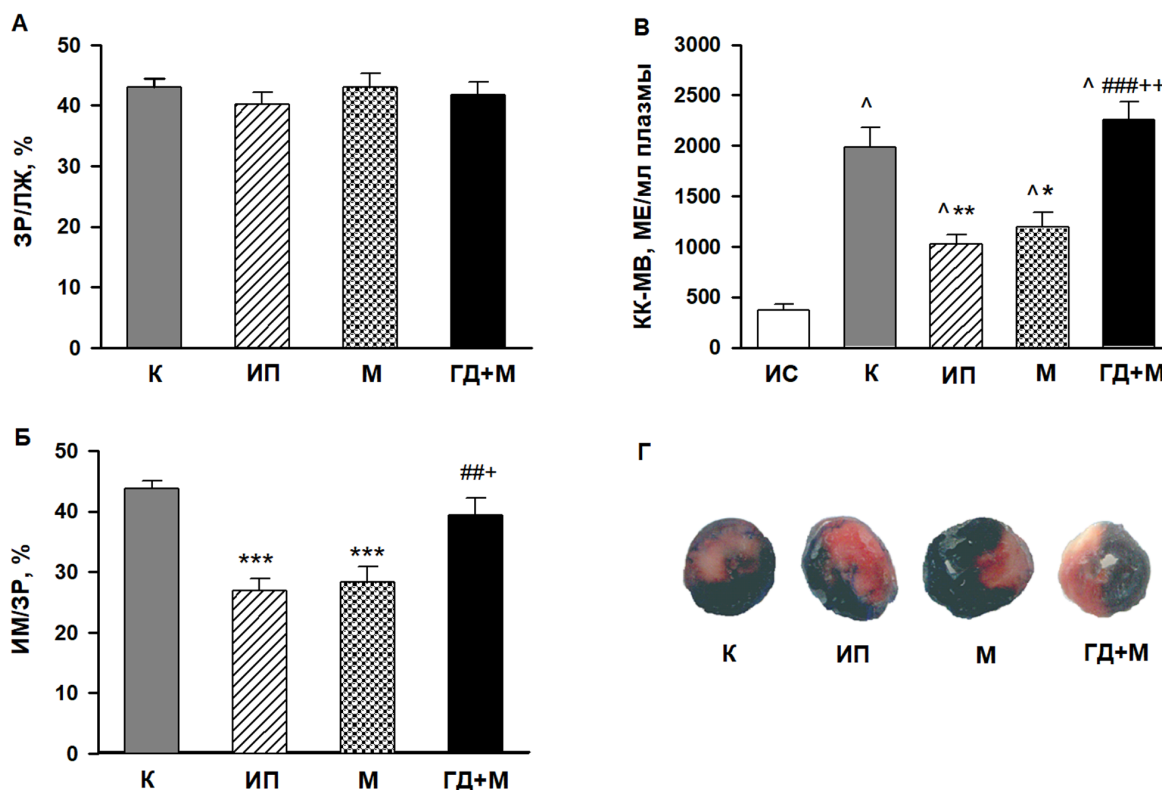 А
50
40
30
20
10
0
ЗР/ЛЖ, %
К ИП М ГД+М
В
3000
2500
2000
1500
1000
500
0
КК-МВ, МЕ/мл плазмы
^
^ **
^ *
^ ###++
ИС К ИП М ГД+М
Б
50
40
30
20
10
0
ИМ/ЗР, %
***
***
##+
К ИП М ГД+М
Г
К ИП М ГД+М